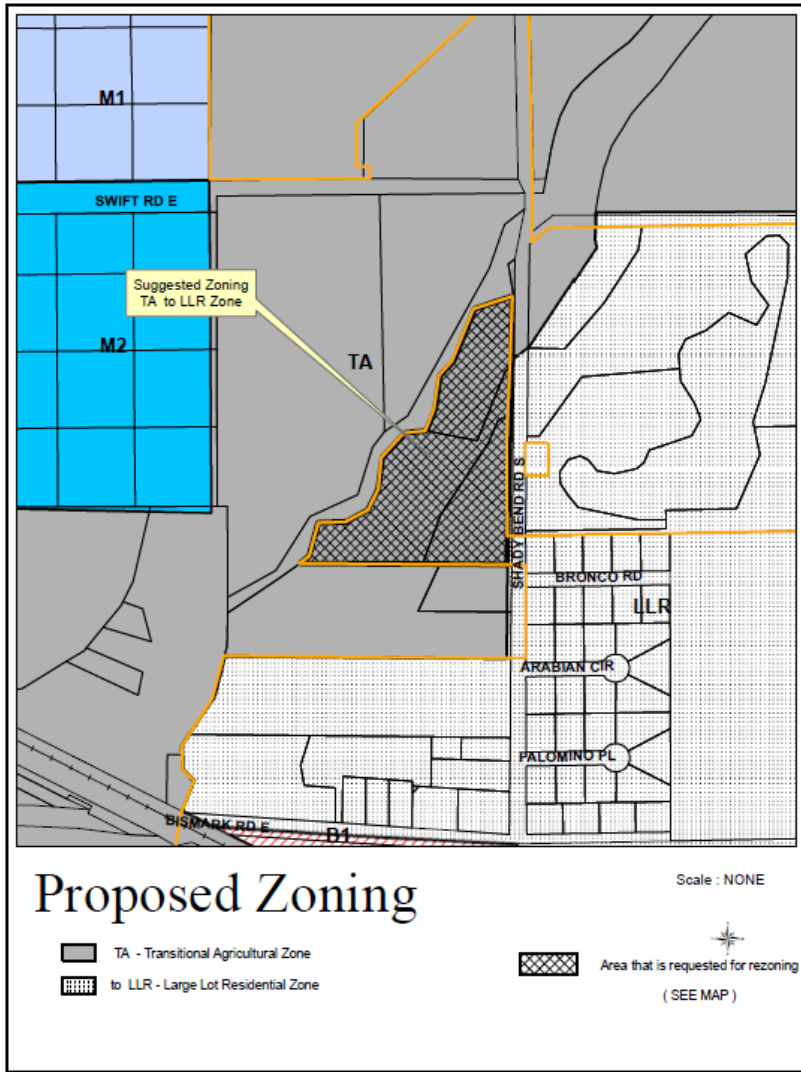 M1
SWIFT RD E
Suggested Zoning
TA to LLR Zone
M2
TA
SHADY BEND RD S
BRONCO RD
LLR
ARABIAN CIR
PALOMINO PL
BISMARK RD E
B1
Proposed Zoning
Scale : NONE
TA - Transitional Agricultural Zone
to LLR - Large Lot Residential Zone
Area that is requested for rezoning
( SEE MAP )